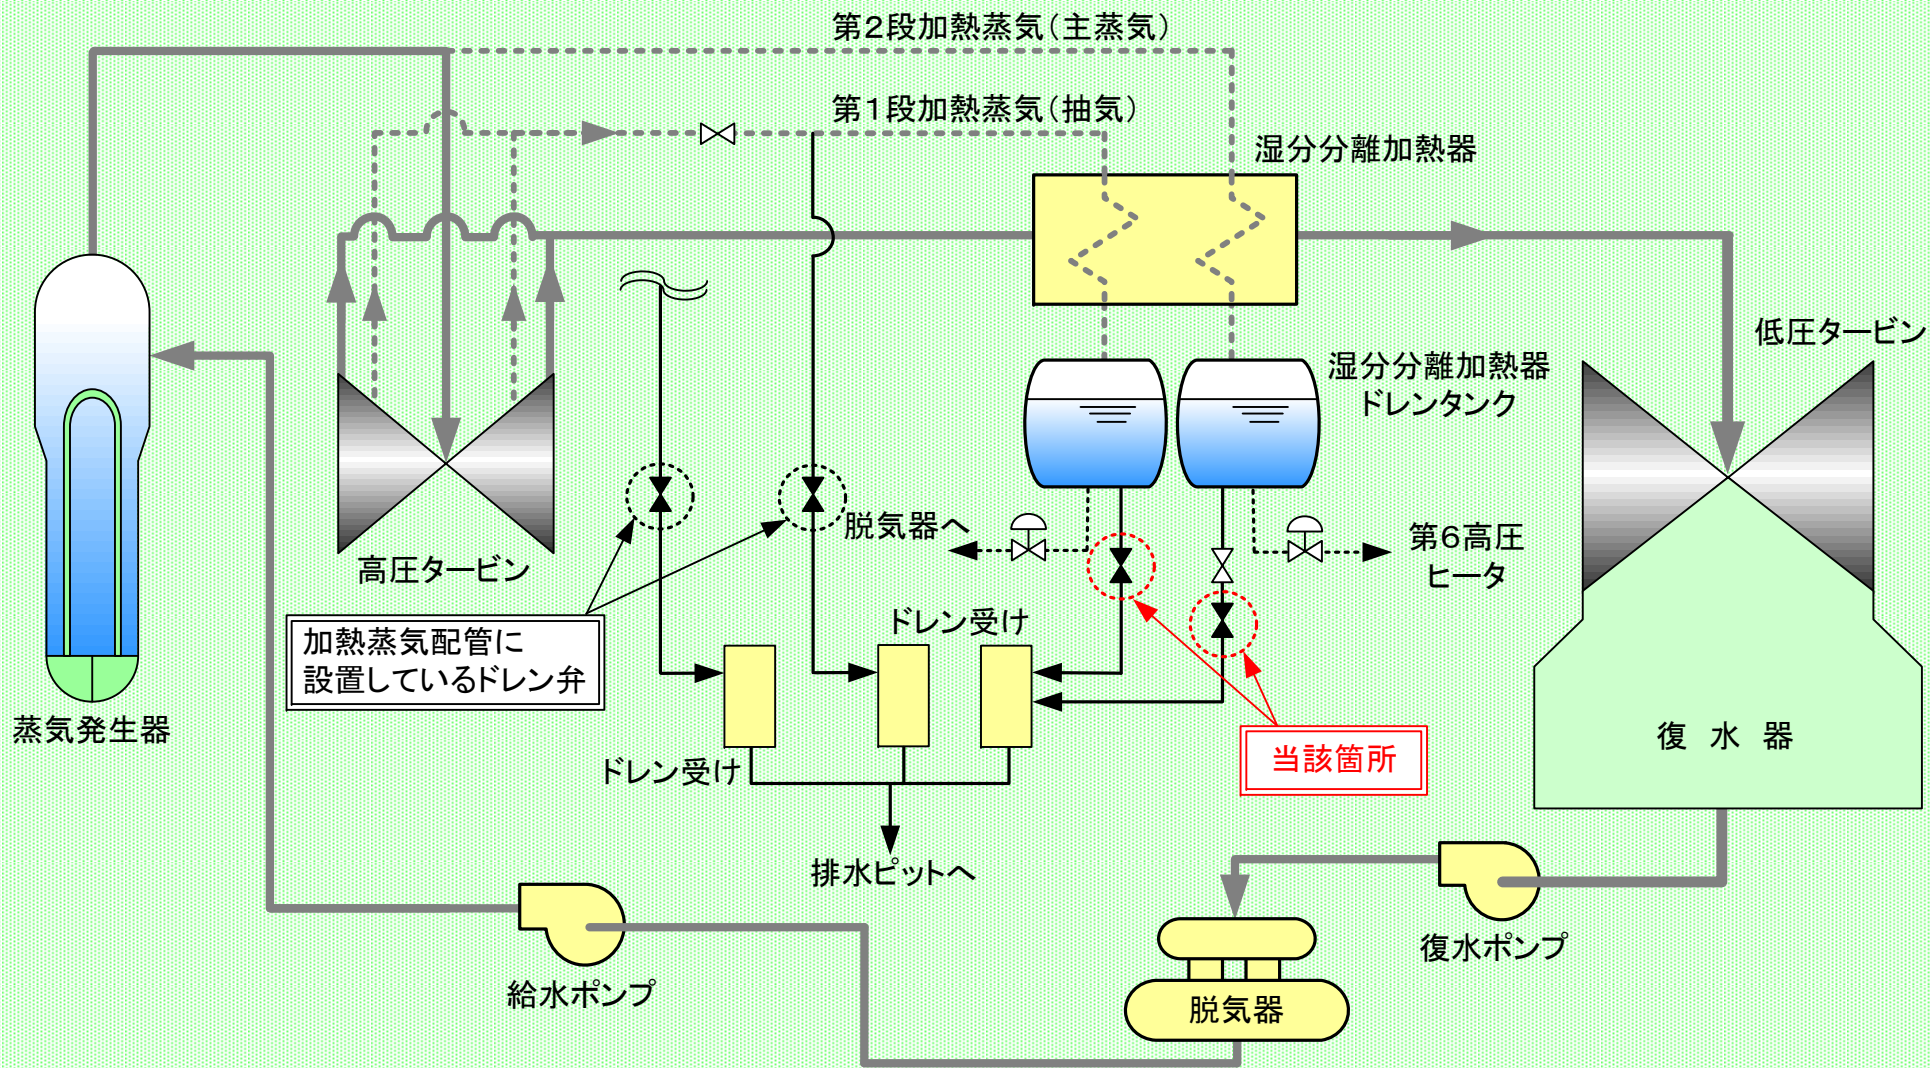 第2段加熱蒸気(主蒸気)
第1段加熱蒸気(抽気)
湿分分離加熱器
低圧タービン
湿分分離加熱器
ドレンタンク
脱気器へ
第6高圧
ヒータ
高圧タービン
ドレン受け
加熱蒸気配管に
設置しているドレン弁
蒸気発生器
復水器
当該箇所
ドレン受け
排水ピットへ
復水ポンプ
給水ポンプ
脱気器